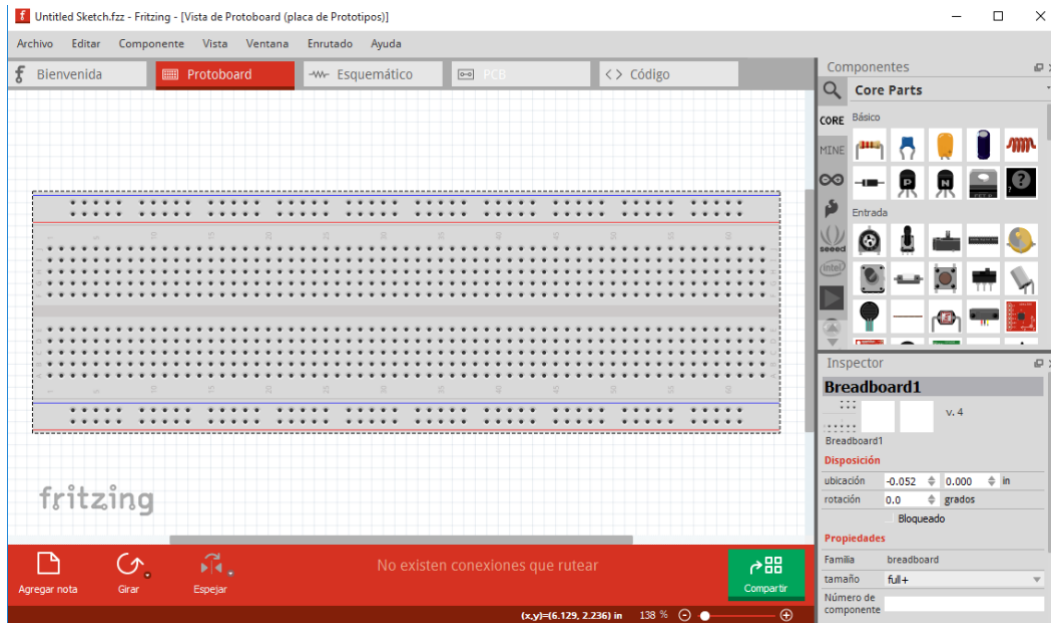 Untitled Sketch.fzz - Fritzing - [Vista de Protoboard (placa de Prototipos)]
Archivo Editar Componente Vista Ventana Enrutado Ayuda
Bienvenida Protoboard Esquemático PCB Código
Componentes
Core Parts
CORE Básico
MINE
Entrada
seeed
intel
Inspector
Breadboard1
v. 4
Breadboard1
Disposición
ubicación -0.052 0.000 in
rotación 0.0 grados
Bloqueado
Propiedades
Familia breadboard
tamaño full+
Número de componente
fritzing
No existen conexiones que rutear
Agregar nota Girar Espejar Compartir
(x,y)=(6.129, 2.236) in 138 %